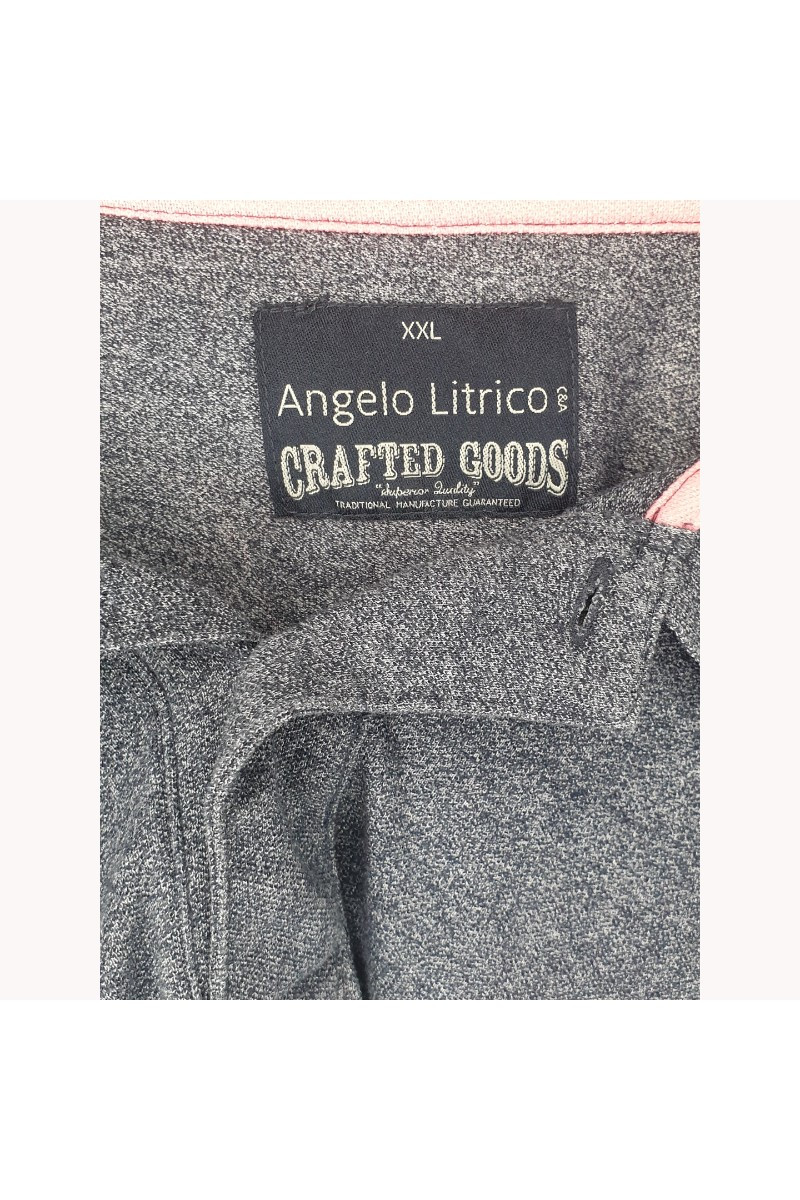 XXL
Angelo Litrico C&A
CRAFTED GOODS
"Superior Quality"
TRADITIONAL MANUFACTURE GUARANTEED